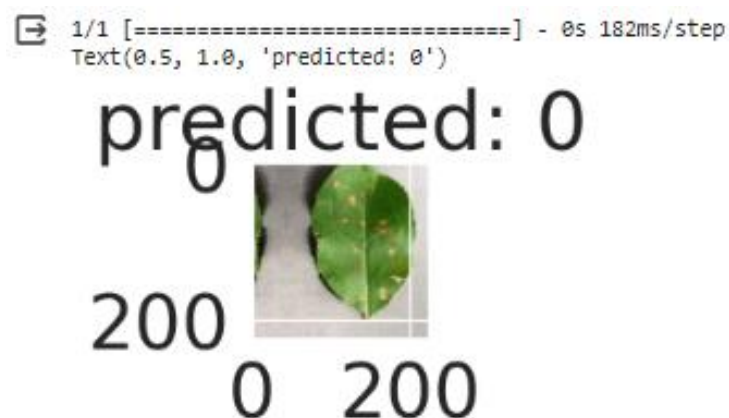 1/1 [==============================] - 0s 182ms/step
Text(0.5, 1.0, 'predicted: 0')
predicted: 0
0
200
0 200